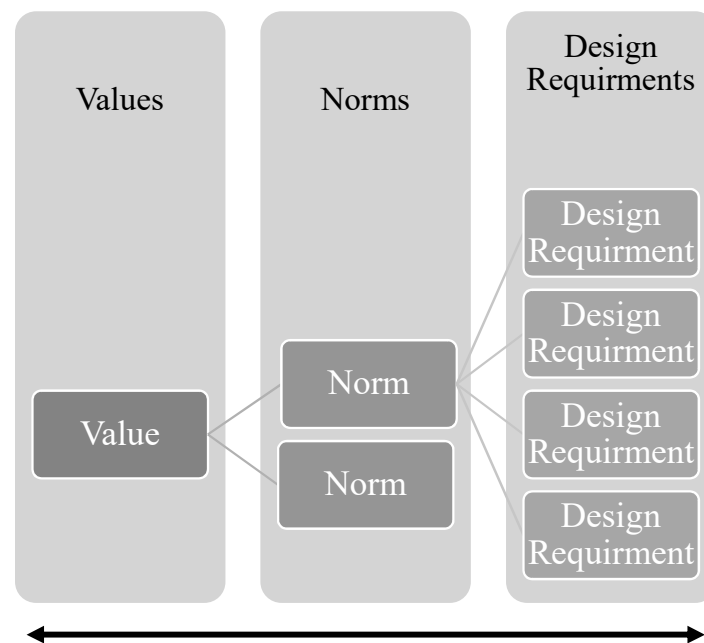 Values
Norms
Design
Requirments
Value
Norm
Norm
Design
Requirment
Design
Requirment
Design
Requirment
Design
Requirment